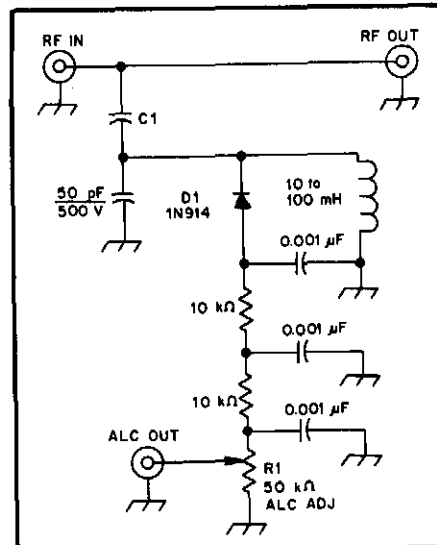 RF IN
RF OUT
C1
50 pF
500 V
D1
1N914
10 to
100 mH
0.001 µF
10 kΩ
0.001 µF
10 kΩ
0.001 µF
ALC OUT
R1
50 kΩ
ALC ADJ